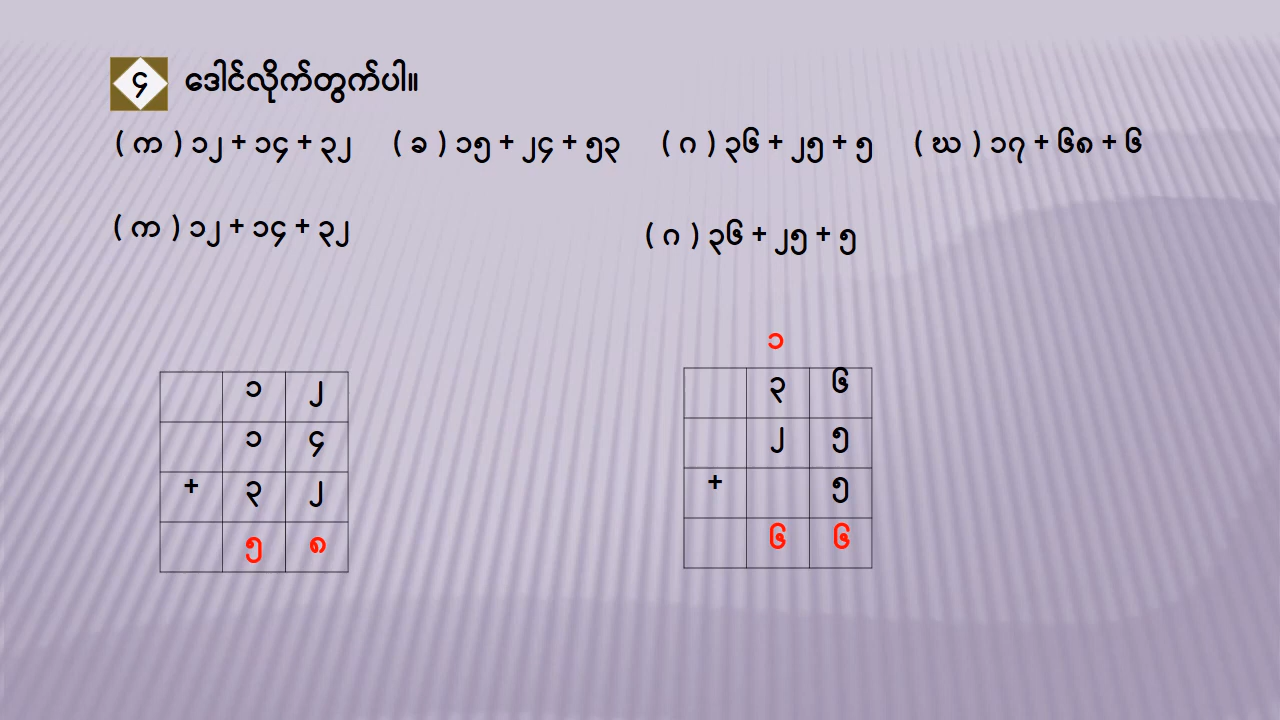 ၄ ဒေါင်လိုက်တွက်ပါ။
( က ) ၁၂ + ၁၄ + ၃၂ ( ခ ) ၁၅ + ၂၄ + ၅၃ ( ဂ ) ၃၆ + ၂၅ + ၅ ( ဃ ) ၁၇ + ၆၈ + ၆
( က ) ၁၂ + ၁၄ + ၃၂
၁ ၂
၁ ၄
+ ၃ ၂
၅ ၈
( ဂ ) ၃၆ + ၂၅ + ၅
၁
၃ ၆
၂ ၅
+ ၅
၆ ၆